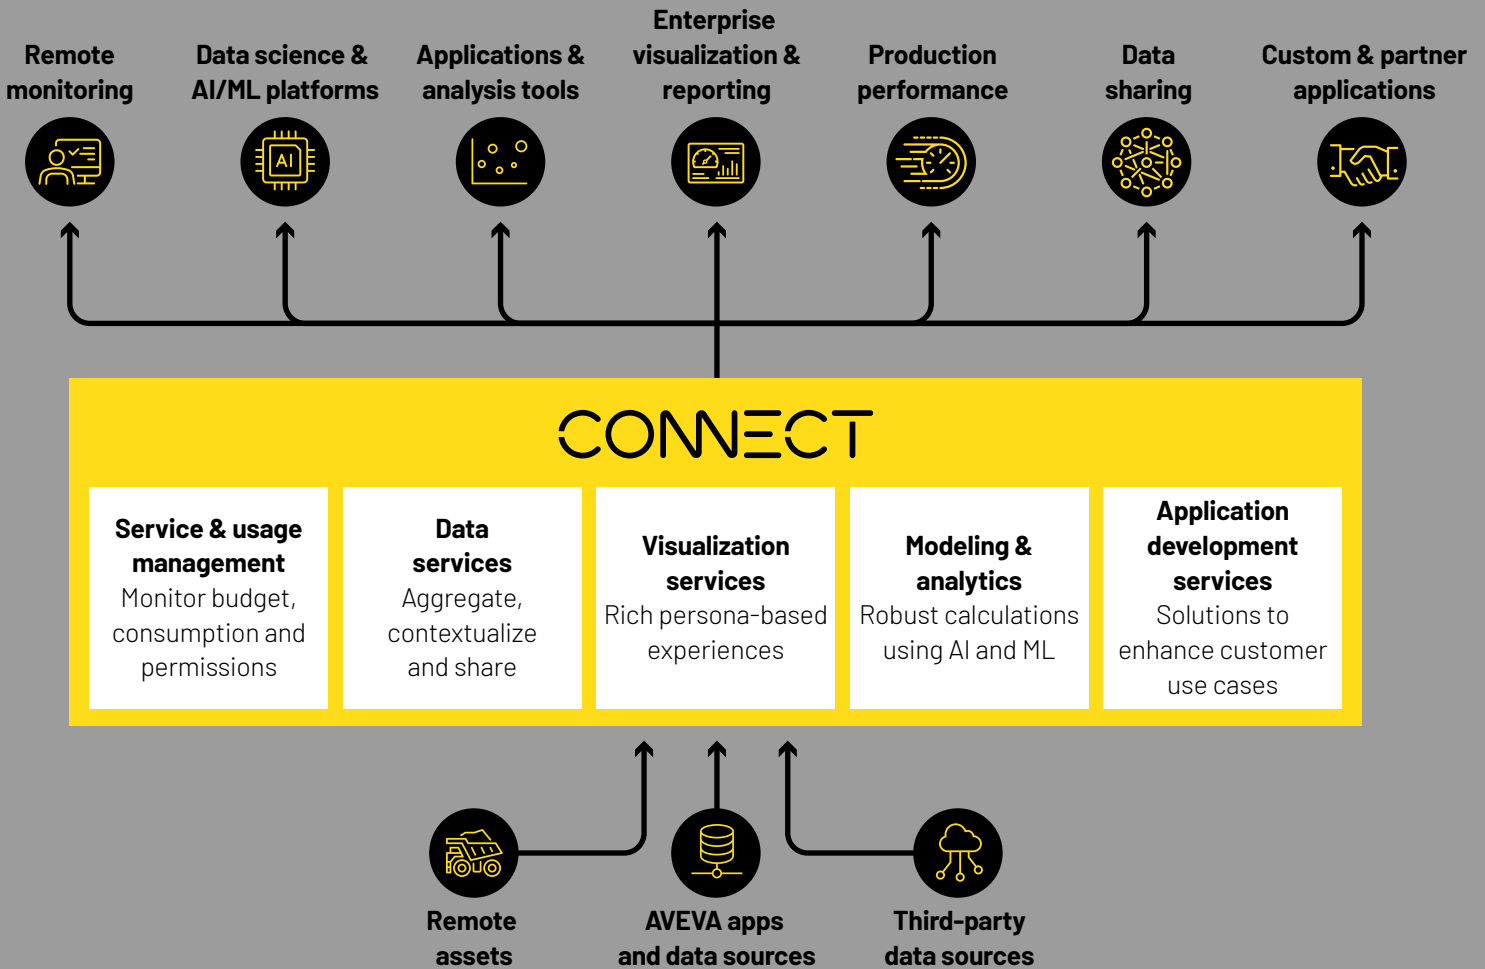 Remote
monitoring
Data science &
AI/ML platforms
Applications &
analysis tools
Enterprise
visualization &
reporting
Production
performance
Data
sharing
Custom & partner
applications
AI
CONNECT
Service & usage
management
Monitor budget,
consumption and
permissions
Data
services
Aggregate,
contextualize
and share
Visualization
services
Rich persona-based
experiences
Modeling &
analytics
Robust calculations
using AI and ML
Application
development
services
Solutions to
enhance customer
use cases
Remote
assets
AVEVA apps
and data sources
Third-party
data sources